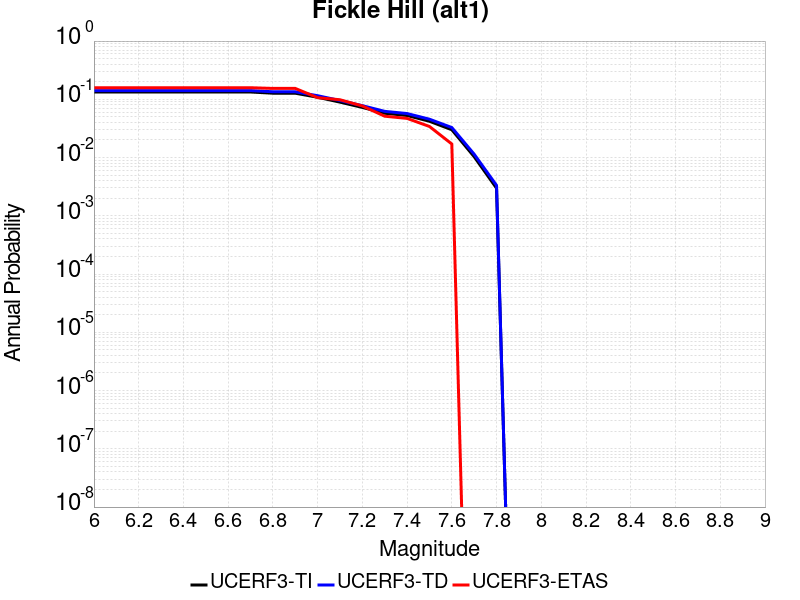 Fickle Hill (alt1)
10^0
10^-1
10^-2
10^-3
10^-4
10^-5
10^-6
10^-7
10^-8
Annual Probability
6 6.2 6.4 6.6 6.8 7 7.2 7.4 7.6 7.8 8 8.2 8.4 8.6 8.8 9
Magnitude
UCERF3-TI UCERF3-TD UCERF3-ETAS